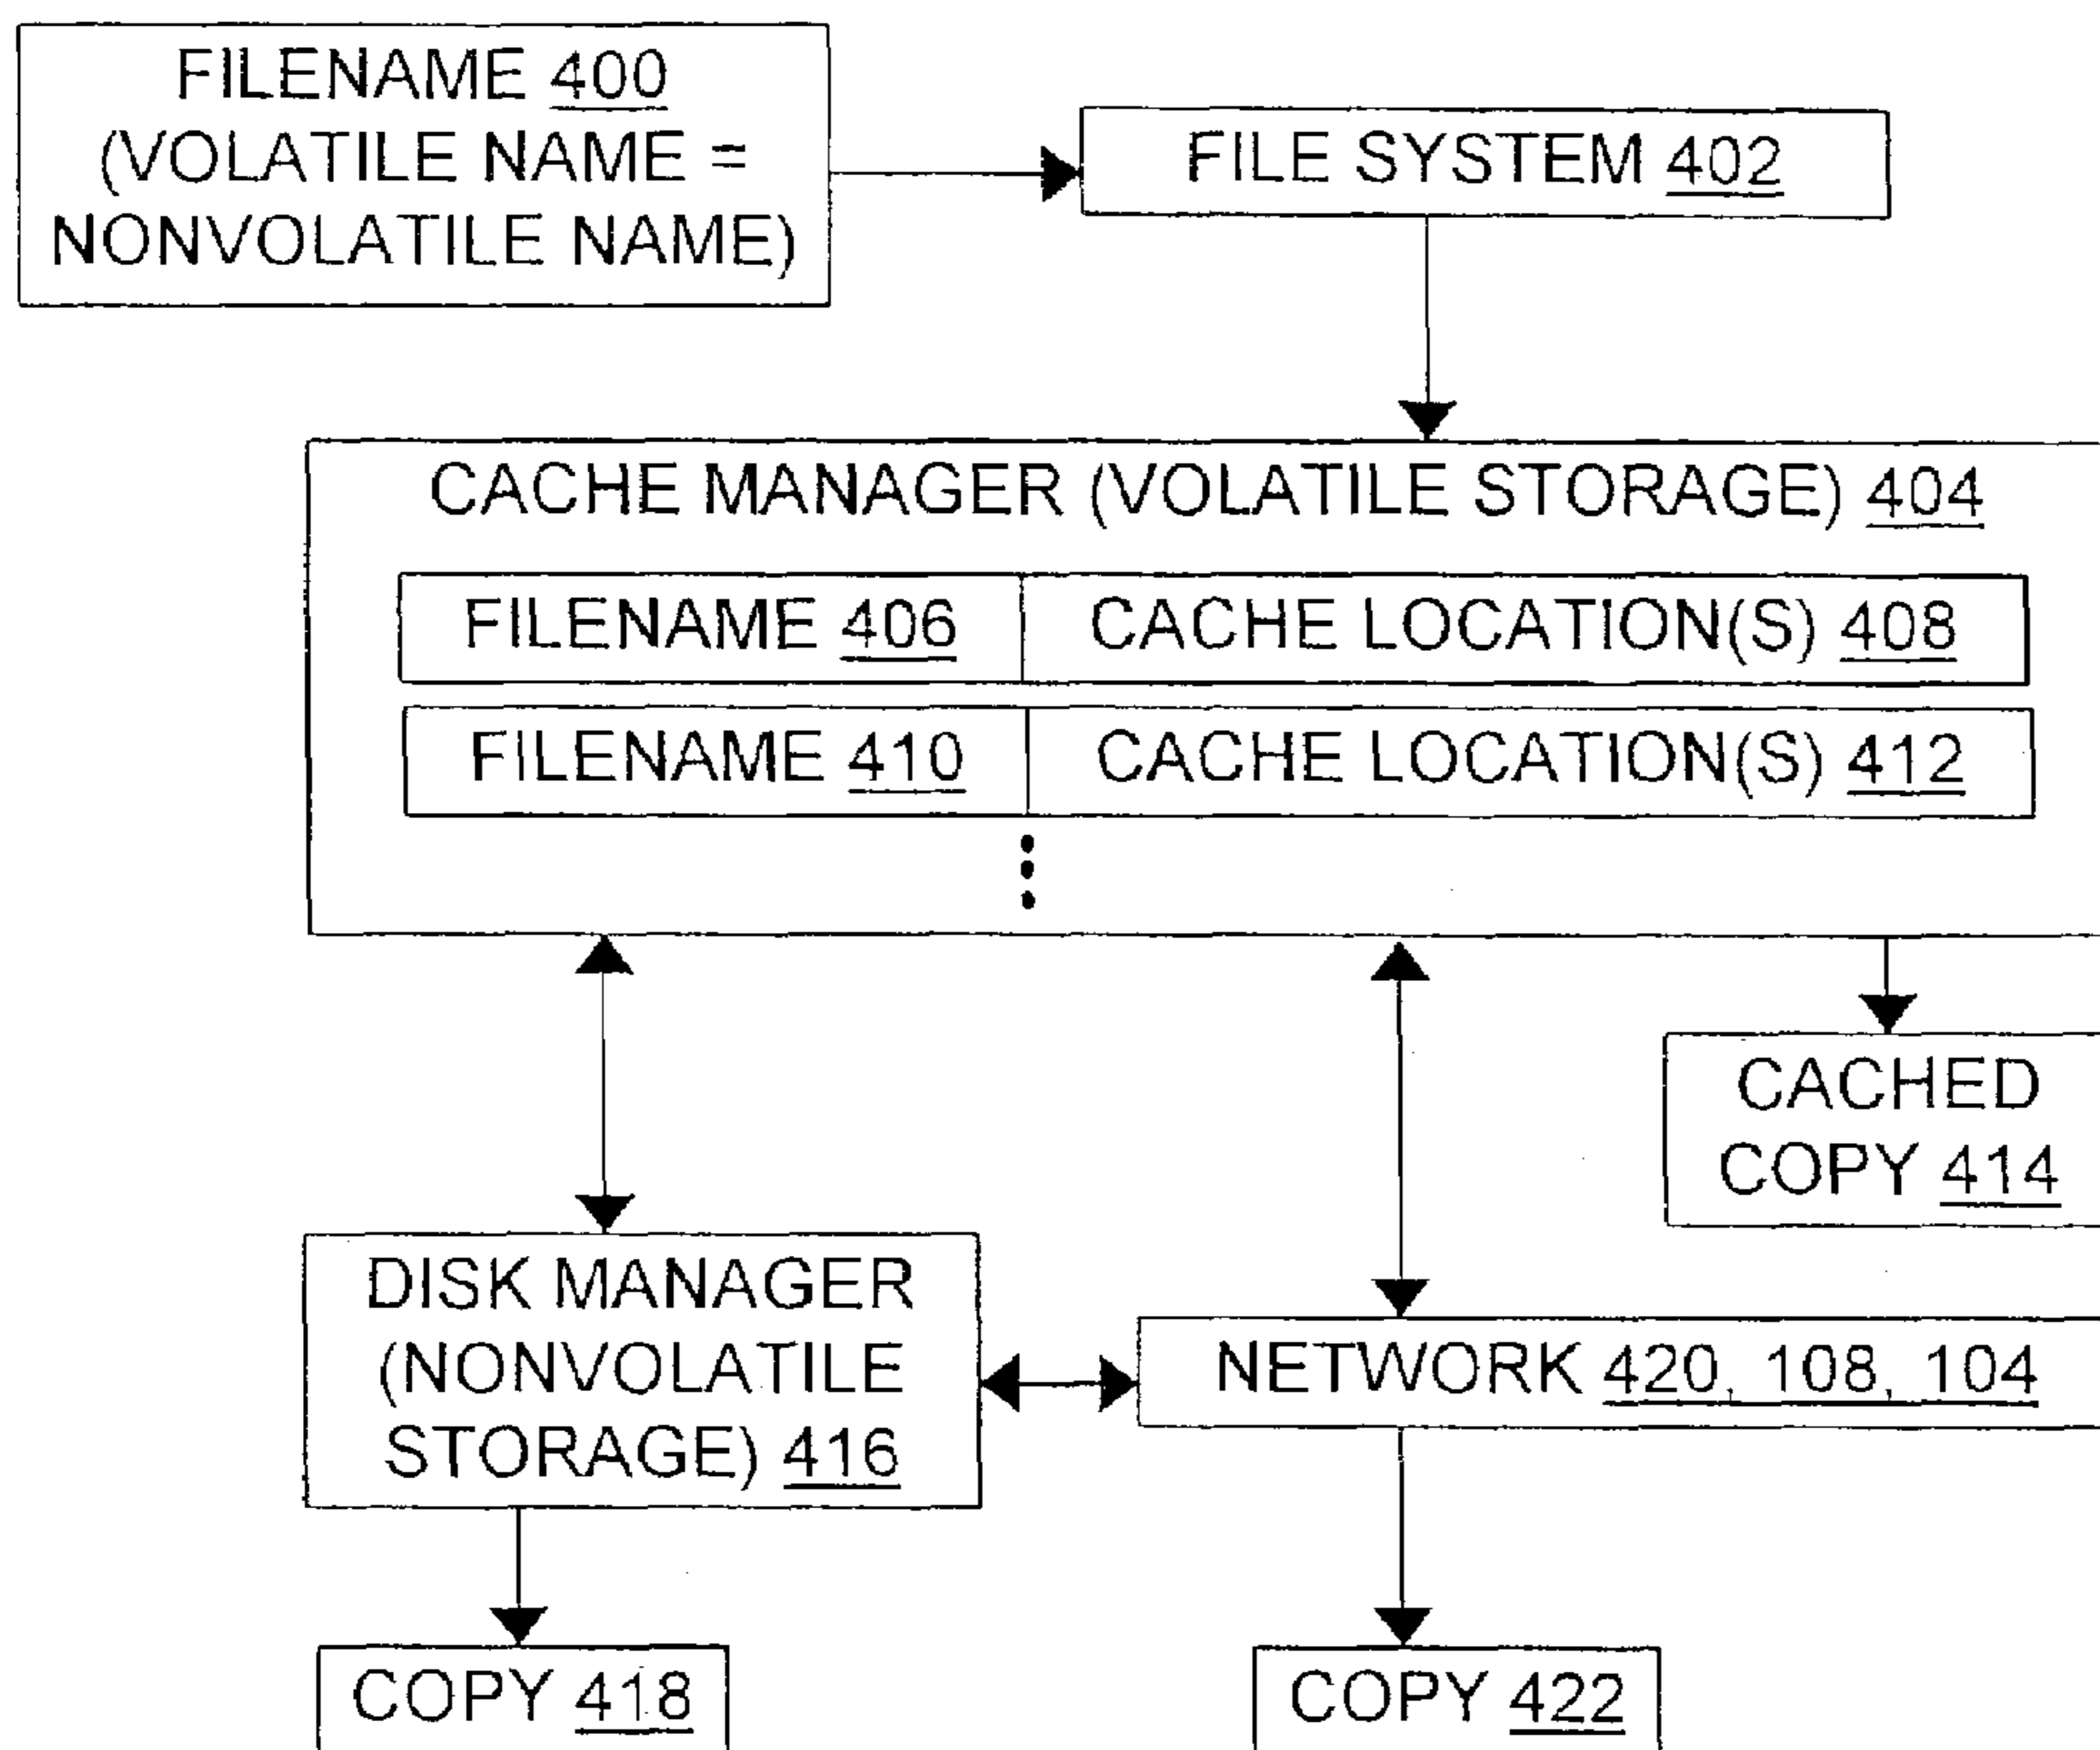 FILENAME 400
(VOLATILE NAME =
NONVOLATILE NAME)
FILE SYSTEM 402
CACHE MANAGER (VOLATILE STORAGE) 404
FILENAME 406 CACHE LOCATION(S) 408
FILENAME 410 CACHE LOCATION(S) 412
CACHED
COPY 414
DISK MANAGER
(NONVOLATILE
STORAGE) 416
NETWORK 420, 108, 104
COPY 418
COPY 422